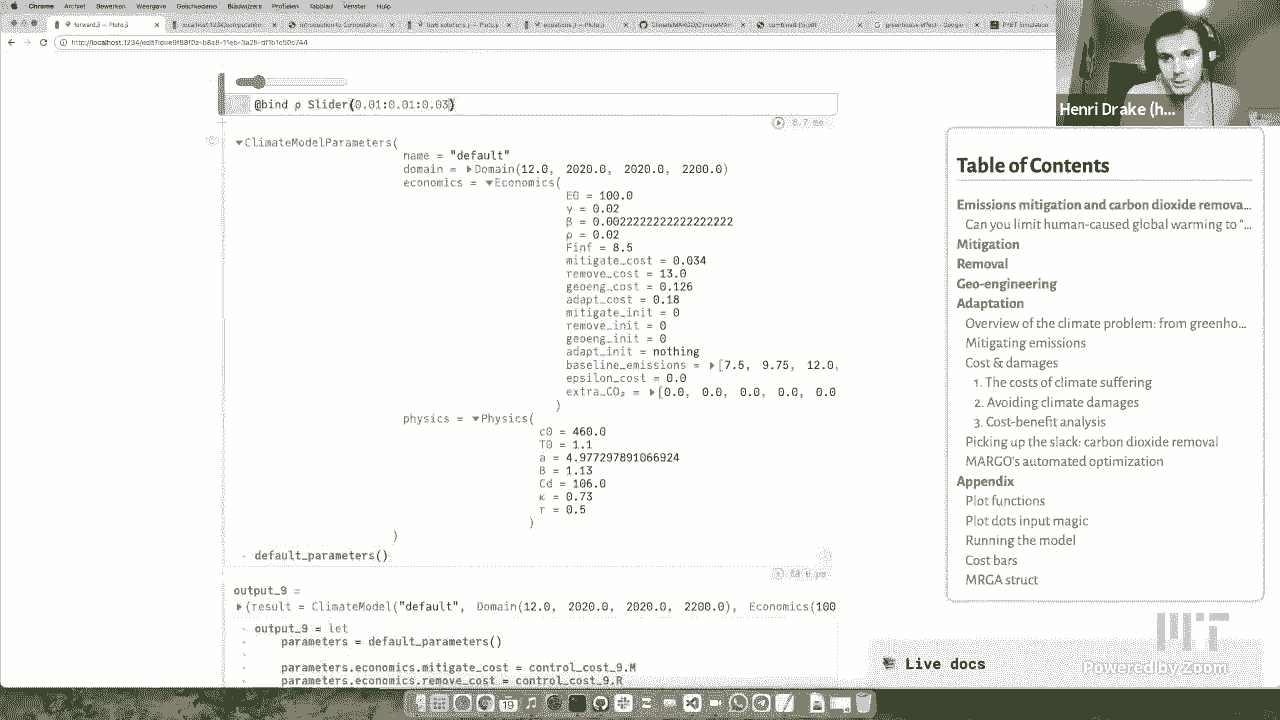 Chrome Archief Bewerken Weergave Geschiedenis Bladwijzers Profielen Tabblad Venster Hulp
forward.jl — Pluto.jl
greenhouse effect - Google
@bind ρ Slider(0.01:0.01:0.03)
8.7 ms
▼ClimateModelParameters(
name = "default"
domain = ▶Domain(12.0, 2020.0, 2020.0, 2200.0)
economics = ▼Economics(
E0 = 100.0
γ = 0.02
β = 0.0022222222222222222
ρ = 0.02
Finf = 8.5
mitigate_cost = 0.034
remove_cost = 13.0
geoeng_cost = 0.126
adapt_cost = 0.18
mitigate_init = 0
remove_init = 0
geoeng_init = 0
adapt_init = nothing
baseline_emissions = ▶[7.5, 9.75, 12.0,
epsilon_cost = 0.0
extra_CO₂ = ▶[0.0, 0.0, 0.0, 0.0, 0.0
)
physics = ▼Physics(
c0 = 460.0
T0 = 1.1
a = 4.977297891066924
B = 1.13
Cd = 106.0
κ = 0.73
r = 0.5
)
)
default_parameters()
output_9 =
▶(result = ClimateModel("default", Domain(12.0, 2020.0, 2020.0, 2200.0), Economics(100
output_9 = let
parameters = default_parameters()
parameters.economics.mitigate_cost = control_cost_9.M
parameters.economics.remove_cost = control_cost_9.R
Henri Drake (h...
Table of Contents
Emissions mitigation and carbon dioxide remova...
Can you limit human-caused global warming to "...
Mitigation
Removal
Geo-engineering
Adaptation
Overview of the climate problem: from greenho...
Mitigating emissions
Cost & damages
1. The costs of climate suffering
2. Avoiding climate damages
3. Cost-benefit analysis
Picking up the slack: carbon dioxide removal
MARGO's automated optimization
Appendix
Plot functions
Plot dots input magic
Running the model
Cost bars
MRGA struct
MIT
Live docs
Powered by Zoom
19